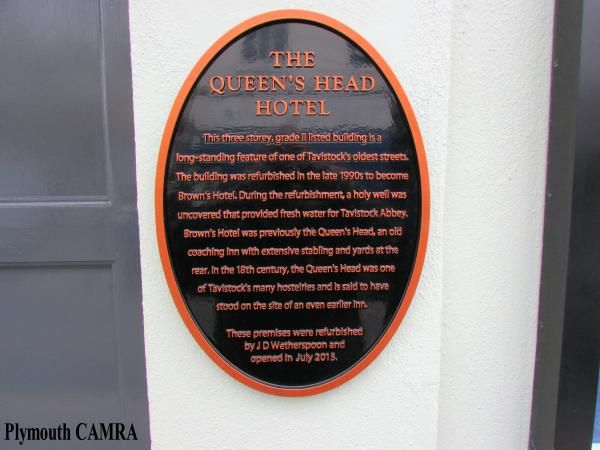 THE
QUEEN'S HEAD
HOTEL
This three storey, grade II listed building is a
long-standing feature of one of Tavistock's oldest streets.
The building was refurbished in the late 1990s to become
Brown's Hotel. During the refurbishment, a holy well was
uncovered that provided fresh water for Tavistock Abbey.
Brown's Hotel was previously the Queen's Head, an old
coaching inn with extensive stabling and yards at the
rear. In the 18th century, the Queen's Head was one
of Tavistock's many hostelries and is said to have
stood on the site of an even earlier inn.
These premises were refurbished
by J D Wetherspoon and
opened in July 2015.
Plymouth CAMRA